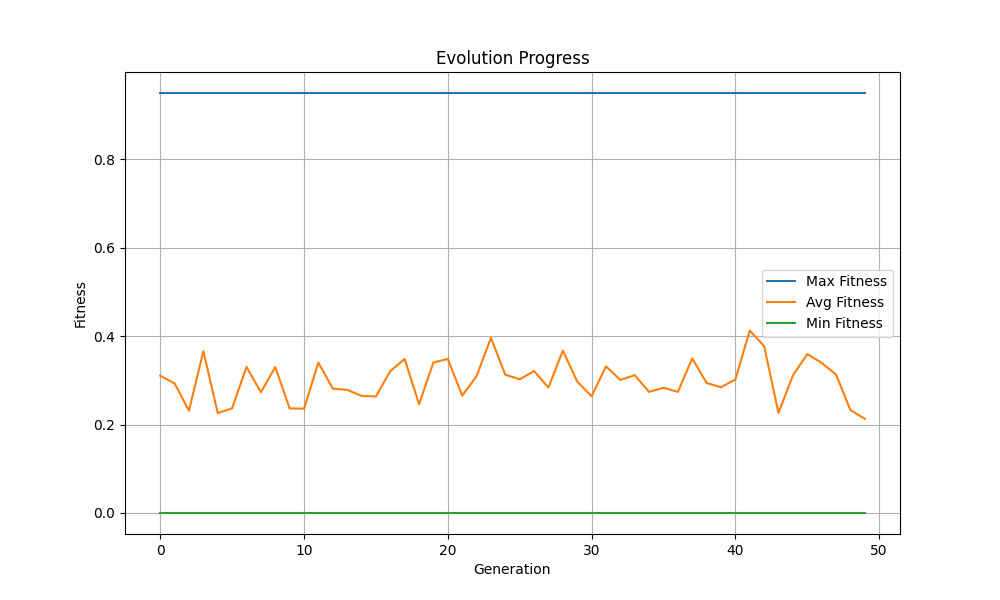 Evolution Progress
Fitness
0.8
0.6
0.4
0.2
0.0
Max Fitness
Avg Fitness
Min Fitness
0 10 20 30 40 50
Generation